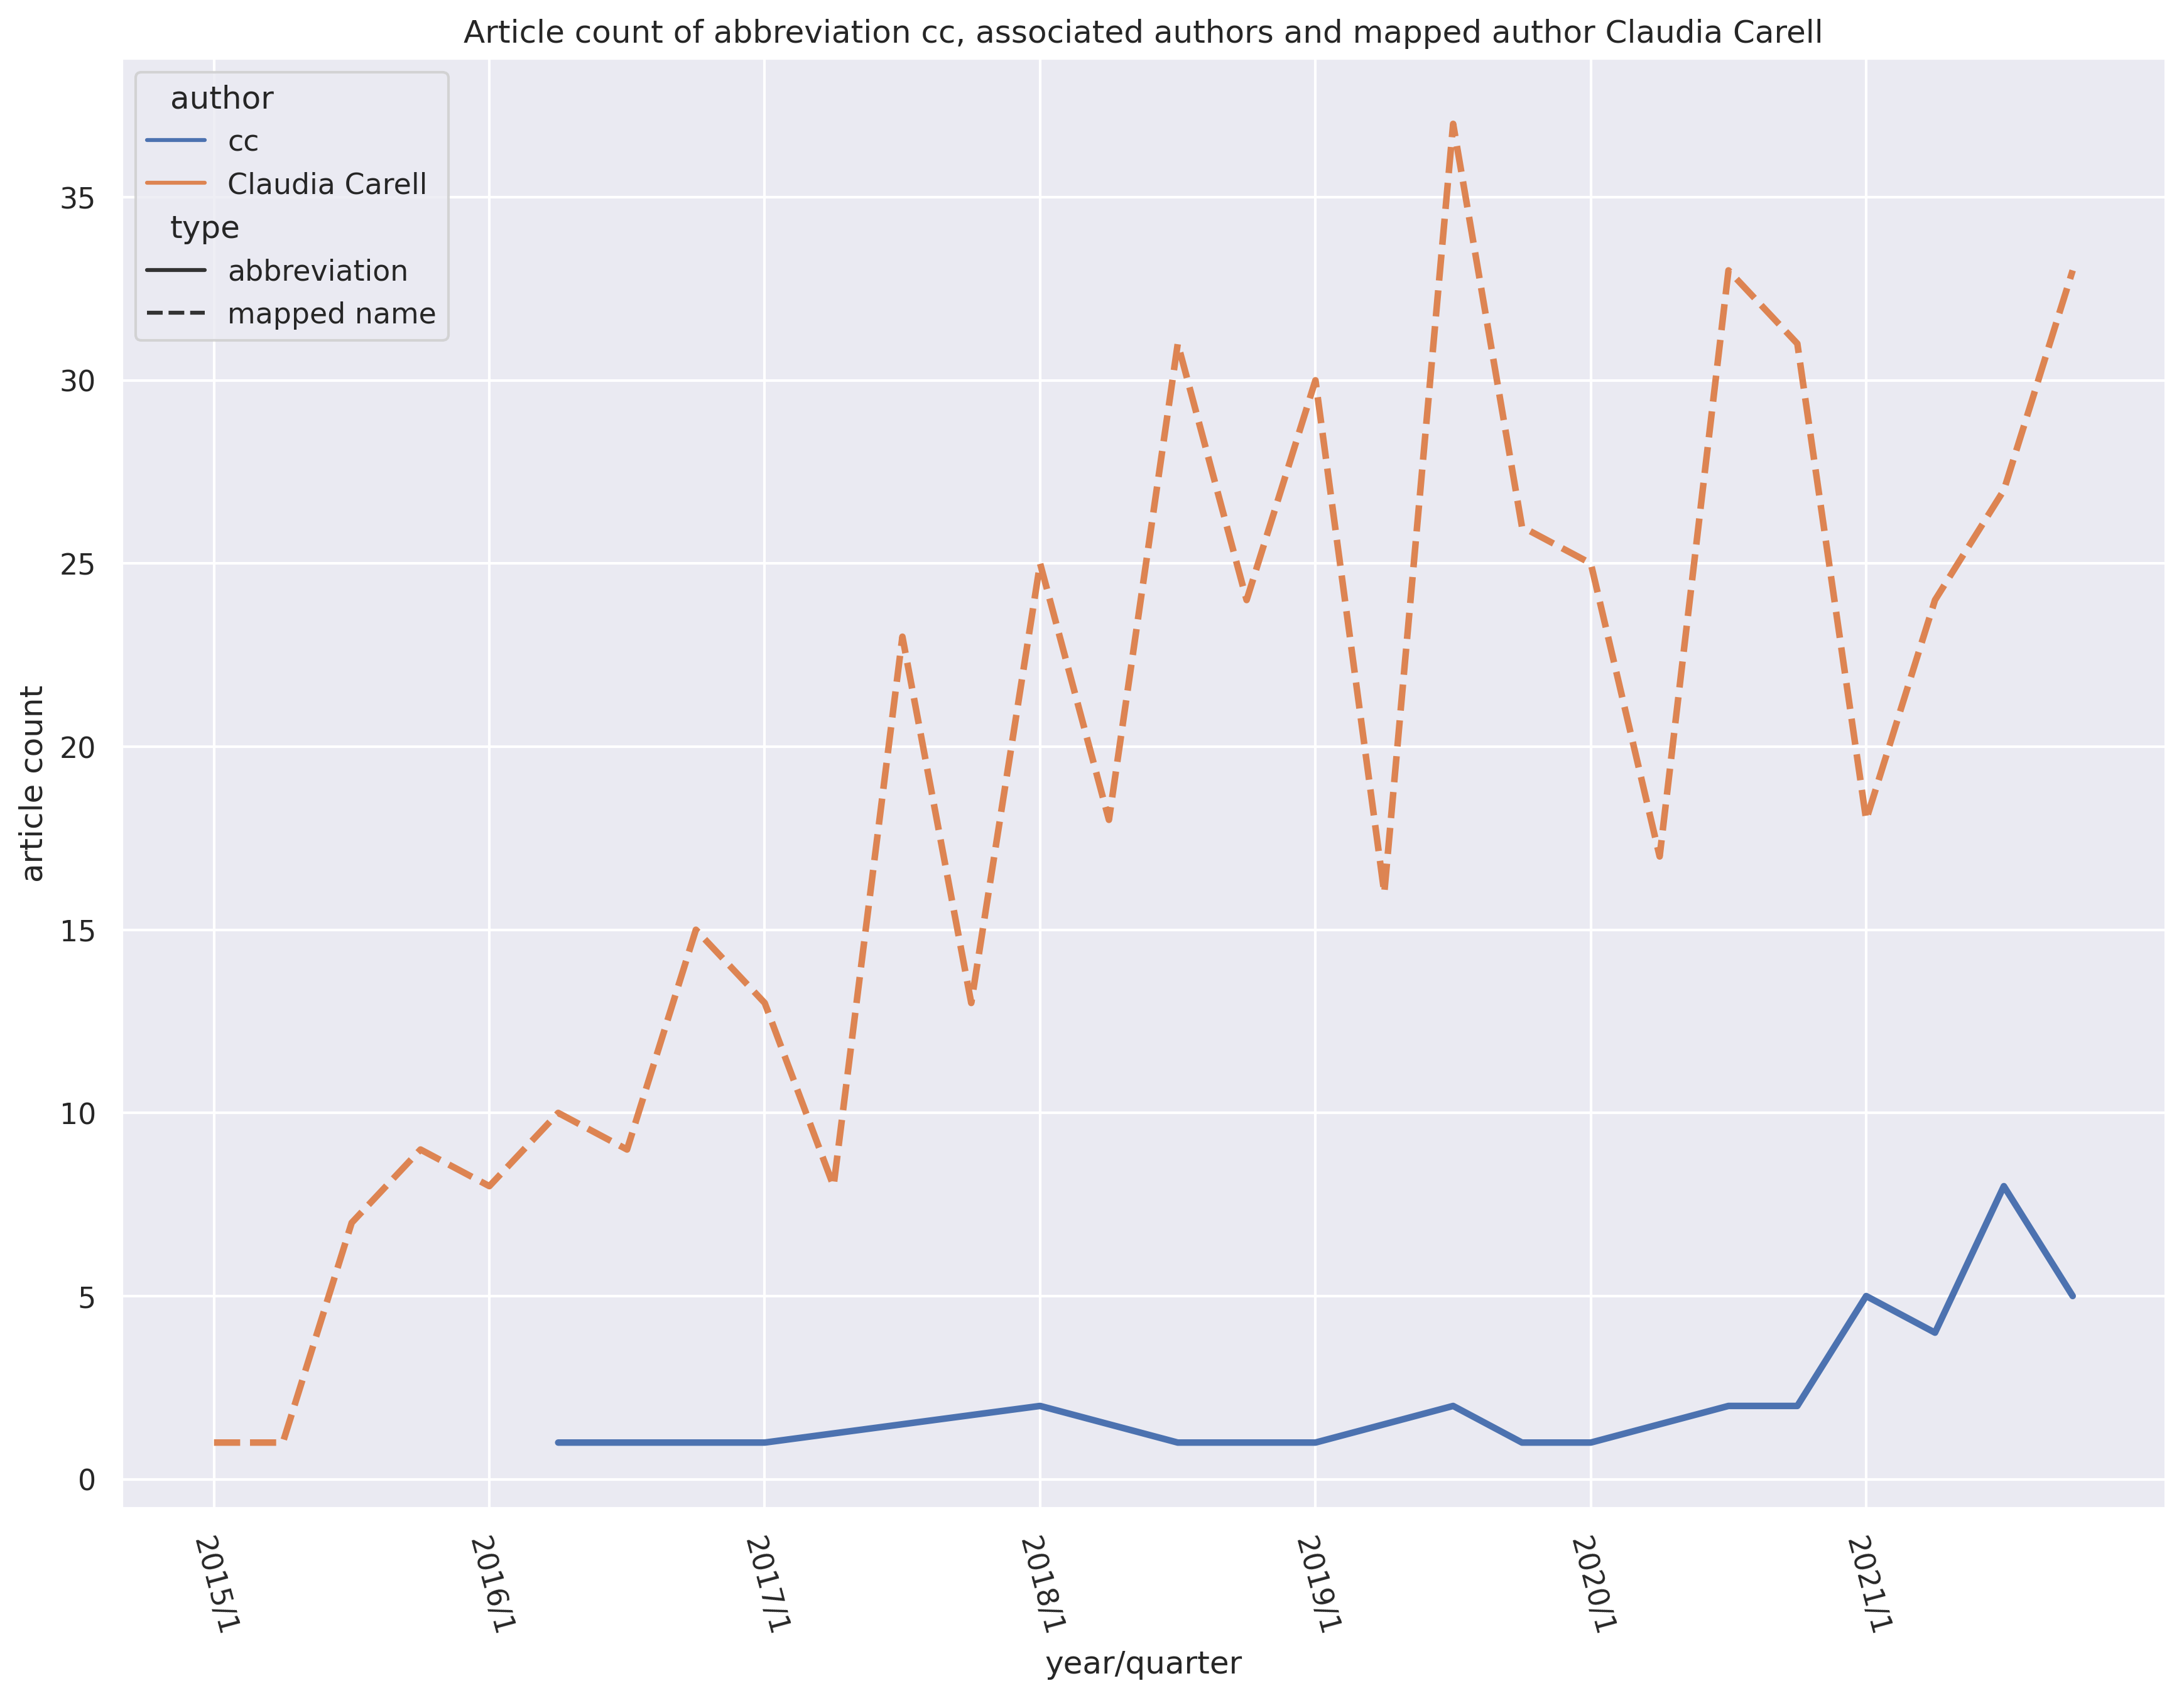 Article count of abbreviation cc, associated authors and mapped author Claudia Carell
author
cc
Claudia Carell
type
abbreviation
mapped name
article count
35
30
25
20
15
10
5
0
2015/1
2016/1
2017/1
2018/1
2019/1
2020/1
2021/1
year/quarter